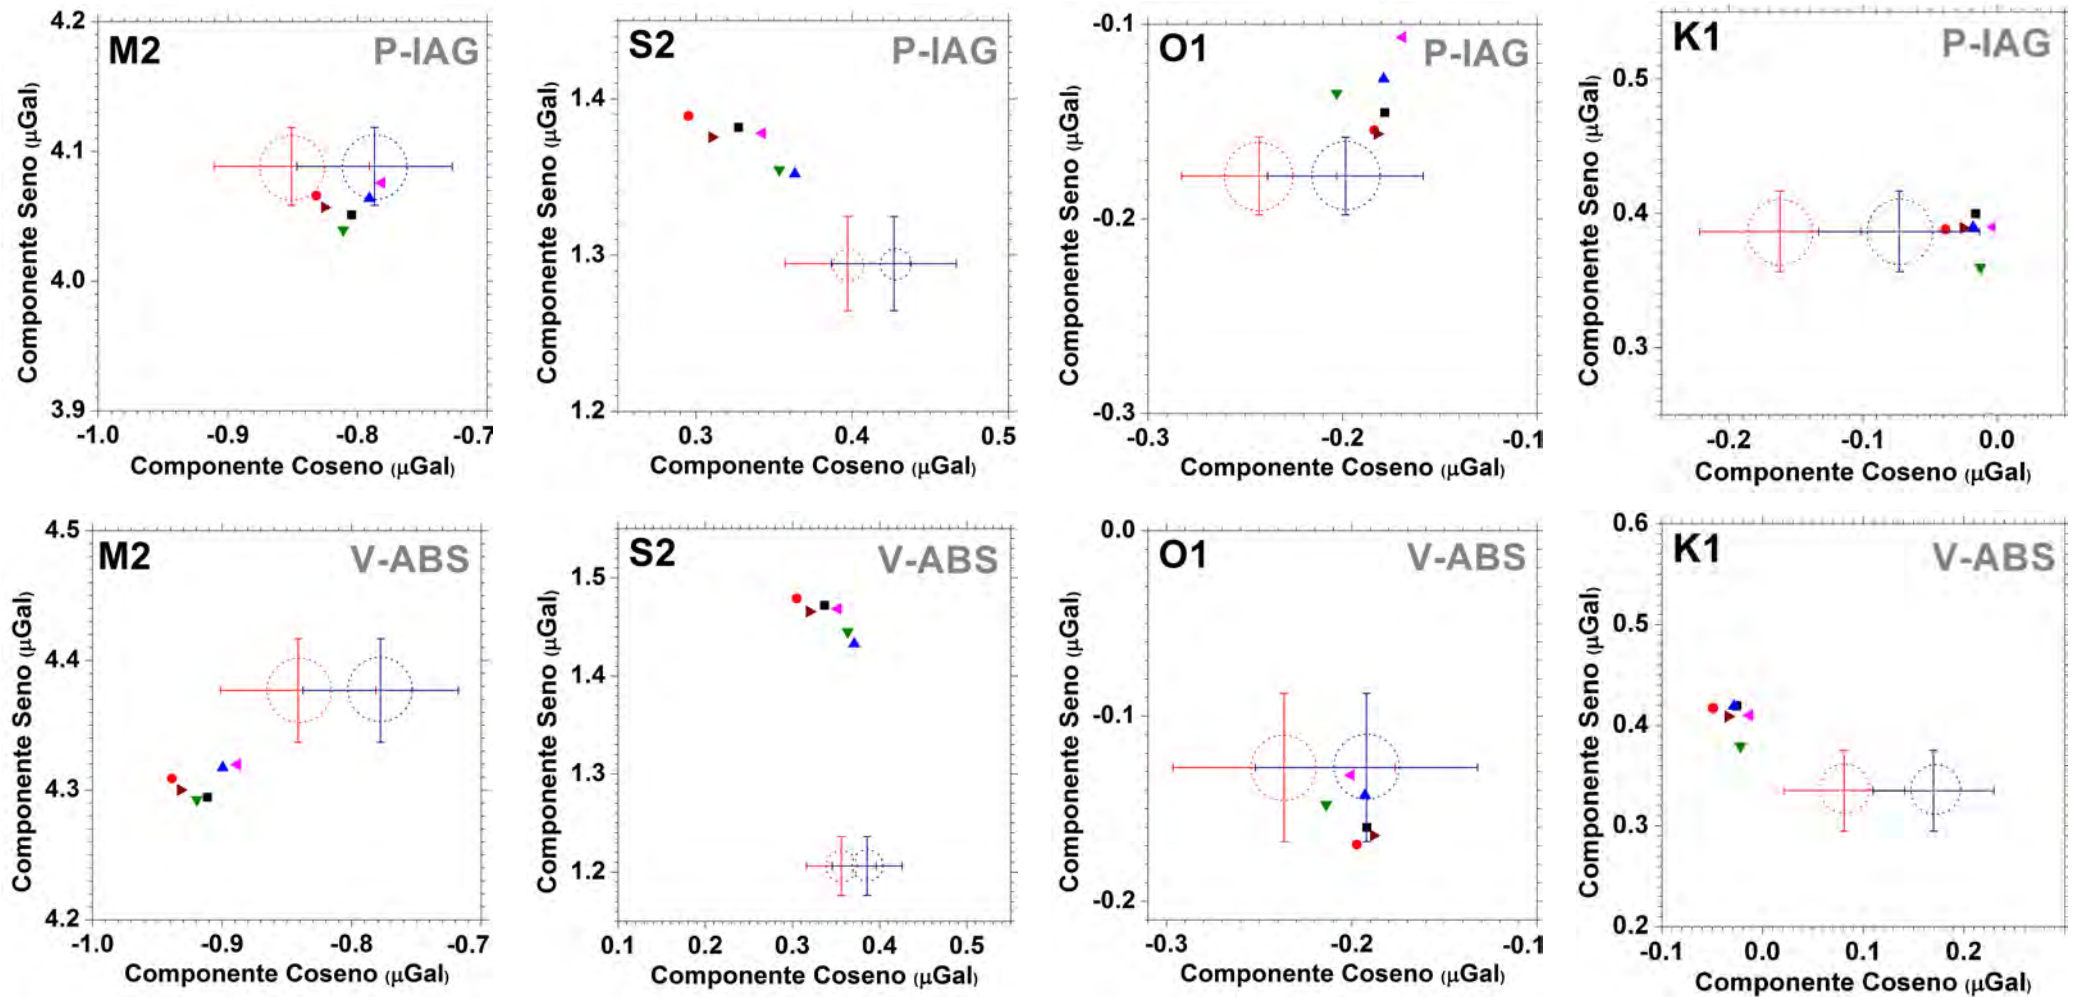 M2 P-IAG
Componente Seno (μGal)
4.2
4.1
4.0
3.9
-1.0 -0.9 -0.8 -0.7
Componente Coseno (μGal)
S2 P-IAG
Componente Seno (μGal)
1.4
1.3
1.2
0.3 0.4 0.5
Componente Coseno (μGal)
O1 P-IAG
Componente Seno (μGal)
-0.1
-0.2
-0.3
-0.3 -0.2 -0.1
Componente Coseno (μGal)
K1 P-IAG
Componente Seno (μGal)
0.5
0.4
0.3
-0.2 -0.1 0.0
Componente Coseno (μGal)
M2 V-ABS
Componente Seno (μGal)
4.5
4.4
4.3
4.2
-1.0 -0.9 -0.8 -0.7
Componente Coseno (μGal)
S2 V-ABS
Componente Seno (μGal)
1.5
1.4
1.3
1.2
0.1 0.2 0.3 0.4 0.5
Componente Coseno (μGal)
O1 V-ABS
Componente Seno (μGal)
0.0
-0.1
-0.2
-0.3 -0.2 -0.1
Componente Coseno (μGal)
K1 V-ABS
Componente Seno (μGal)
0.6
0.5
0.4
0.3
0.2
-0.1 0.0 0.1 0.2
Componente Coseno (μGal)